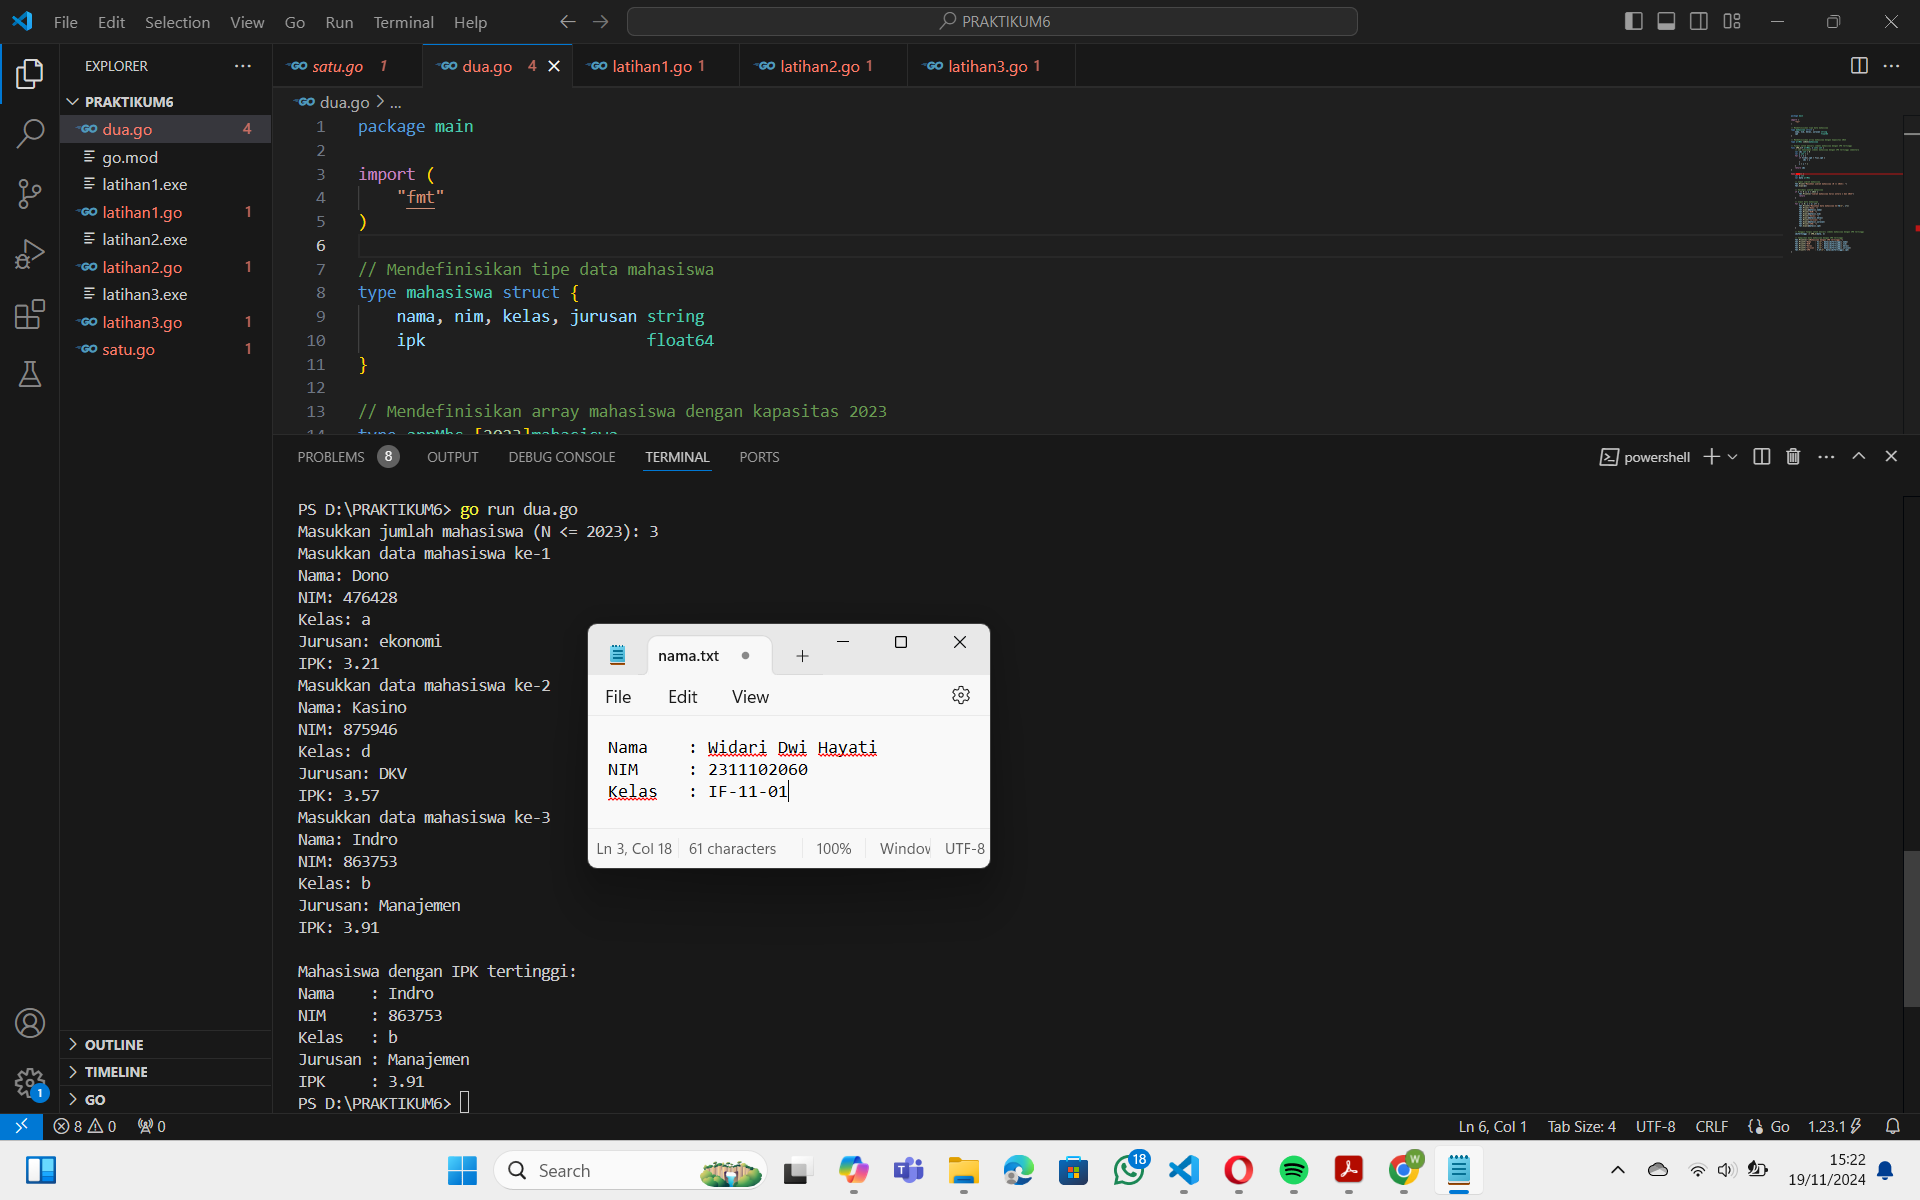 File Edit Selection View Go Run Terminal Help
PRAKTIKUM6
EXPLORER
PRAKTIKUM6
dua.go 4
go.mod
latihan1.exe
latihan1.go 1
latihan2.exe
latihan2.go 1
latihan3.exe
latihan3.go 1
satu.go 1
OUTLINE
TIMELINE
GO
satu.go 1 dua.go 4 latihan1.go 1 latihan2.go 1 latihan3.go 1
dua.go > ...
1 package main
2
3 import (
4 "fmt"
5 )
6
7 // Mendefinisikan tipe data mahasiswa
8 type mahasiswa struct {
9 nama, nim, kelas, jurusan string
10 ipk float64
11 }
12
13 // Mendefinisikan array mahasiswa dengan kapasitas 2023
14 type arrMhs [2023]mahasiswa
PROBLEMS 8 OUTPUT DEBUG CONSOLE TERMINAL PORTS
powershell
PS D:\PRAKTIKUM6> go run dua.go
Masukkan jumlah mahasiswa (N <= 2023): 3
Masukkan data mahasiswa ke-1
Nama: Dono
NIM: 476428
Kelas: a
Jurusan: ekonomi
IPK: 3.21
Masukkan data mahasiswa ke-2
Nama: Kasino
NIM: 875946
Kelas: d
Jurusan: DKV
IPK: 3.57
Masukkan data mahasiswa ke-3
Nama: Indro
NIM: 863753
Kelas: b
Jurusan: Manajemen
IPK: 3.91
Mahasiswa dengan IPK tertinggi:
Nama : Indro
NIM : 863753
Kelas : b
Jurusan : Manajemen
IPK : 3.91
PS D:\PRAKTIKUM6>
nama.txt
File Edit View
Nama : Widari Dwi Hayati
NIM : 2311102060
Kelas : IF-11-01
Ln 3, Col 18 61 characters 100% Window UTF-8
1
8 0 0
Ln 6, Col 1 Tab Size: 4 UTF-8 CRLF Go 1.23.1
Search
18
W
15:22
19/11/2024